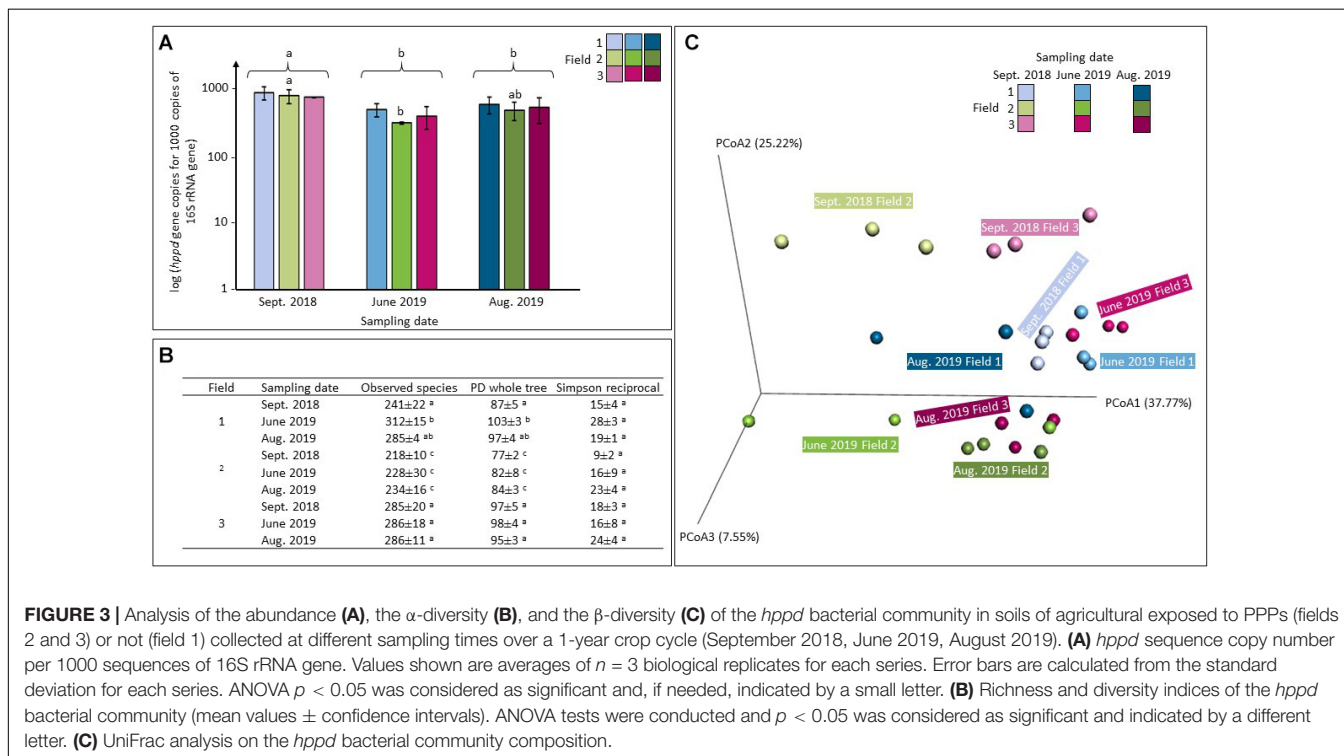 A
a
b
b
a
b
ab
1
Field 2
3
log (hppd gene copies for 1000 copies of
16S rRNA gene)
1000
100
10
1
Sept. 2018
June 2019
Aug. 2019
Sampling date
B
Field Sampling date Observed species PD whole tree Simpson reciprocal
Sept. 2018 241±22 a 87±5 a 15±4 a
1 June 2019 312±15 b 103±3 b 28±3 a
Aug. 2019 285±4 ab 97±4 ab 19±1 a
Sept. 2018 218±10 c 77±2 c 9±2 a
2 June 2019 228±30 c 82±8 c 16±9 a
Aug. 2019 234±16 c 84±3 c 23±4 a
Sept. 2018 285±20 a 97±5 a 18±3 a
3 June 2019 286±18 a 98±4 a 16±8 a
Aug. 2019 286±11 a 95±3 a 24±4 a
C
Sampling date
Sept. 2018 June 2019 Aug. 2019
1
Field 2
3
PCoA2 (25.22%)
Sept. 2018 Field 2
Sept. 2018 Field 3
Sept. 2018 Field 1
June 2019 Field 3
Aug. 2019 Field 1
June 2019 Field 1
PCoA1 (37.77%)
Aug. 2019 Field 3
June 2019 Field 2
Aug. 2019 Field 2
PCoA3 (7.55%)
FIGURE 3 | Analysis of the abundance (A), the α-diversity (B), and the β-diversity (C) of the hppd bacterial community in soils of agricultural exposed to PPPs (fields
2 and 3) or not (field 1) collected at different sampling times over a 1-year crop cycle (September 2018, June 2019, August 2019). (A) hppd sequence copy number
per 1000 sequences of 16S rRNA gene. Values shown are averages of n = 3 biological replicates for each series. Error bars are calculated from the standard
deviation for each series. ANOVA p < 0.05 was considered as significant and, if needed, indicated by a small letter. (B) Richness and diversity indices of the hppd
bacterial community (mean values ± confidence intervals). ANOVA tests were conducted and p < 0.05 was considered as significant and indicated by a different
letter. (C) UniFrac analysis on the hppd bacterial community composition.